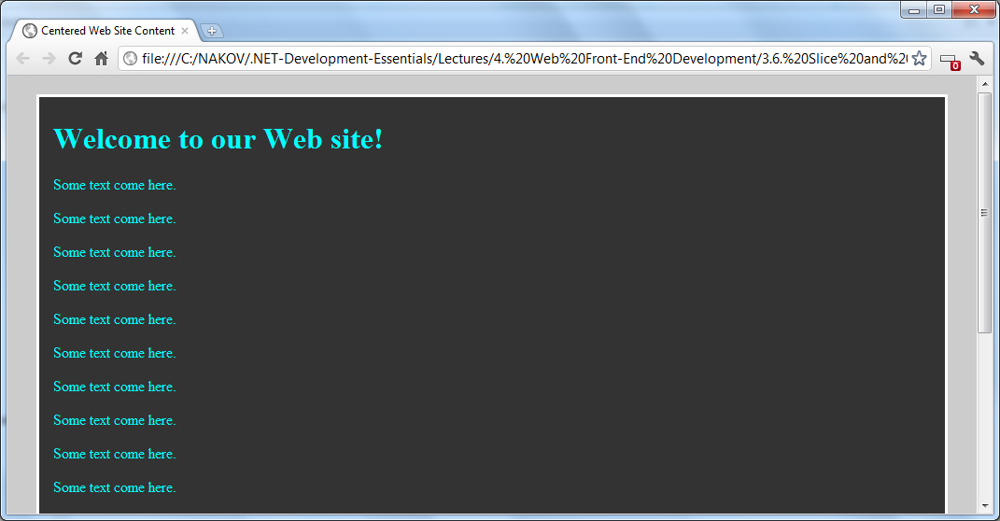 Centered Web Site Content
file:///C:/NAKOV/.NET-Development-Essentials/Lectures/4.%20Web%20Front-End%20Development/3.6.%20Slice%20and%20
0
Welcome to our Web site!
Some text come here.
Some text come here.
Some text come here.
Some text come here.
Some text come here.
Some text come here.
Some text come here.
Some text come here.
Some text come here.
Some text come here.